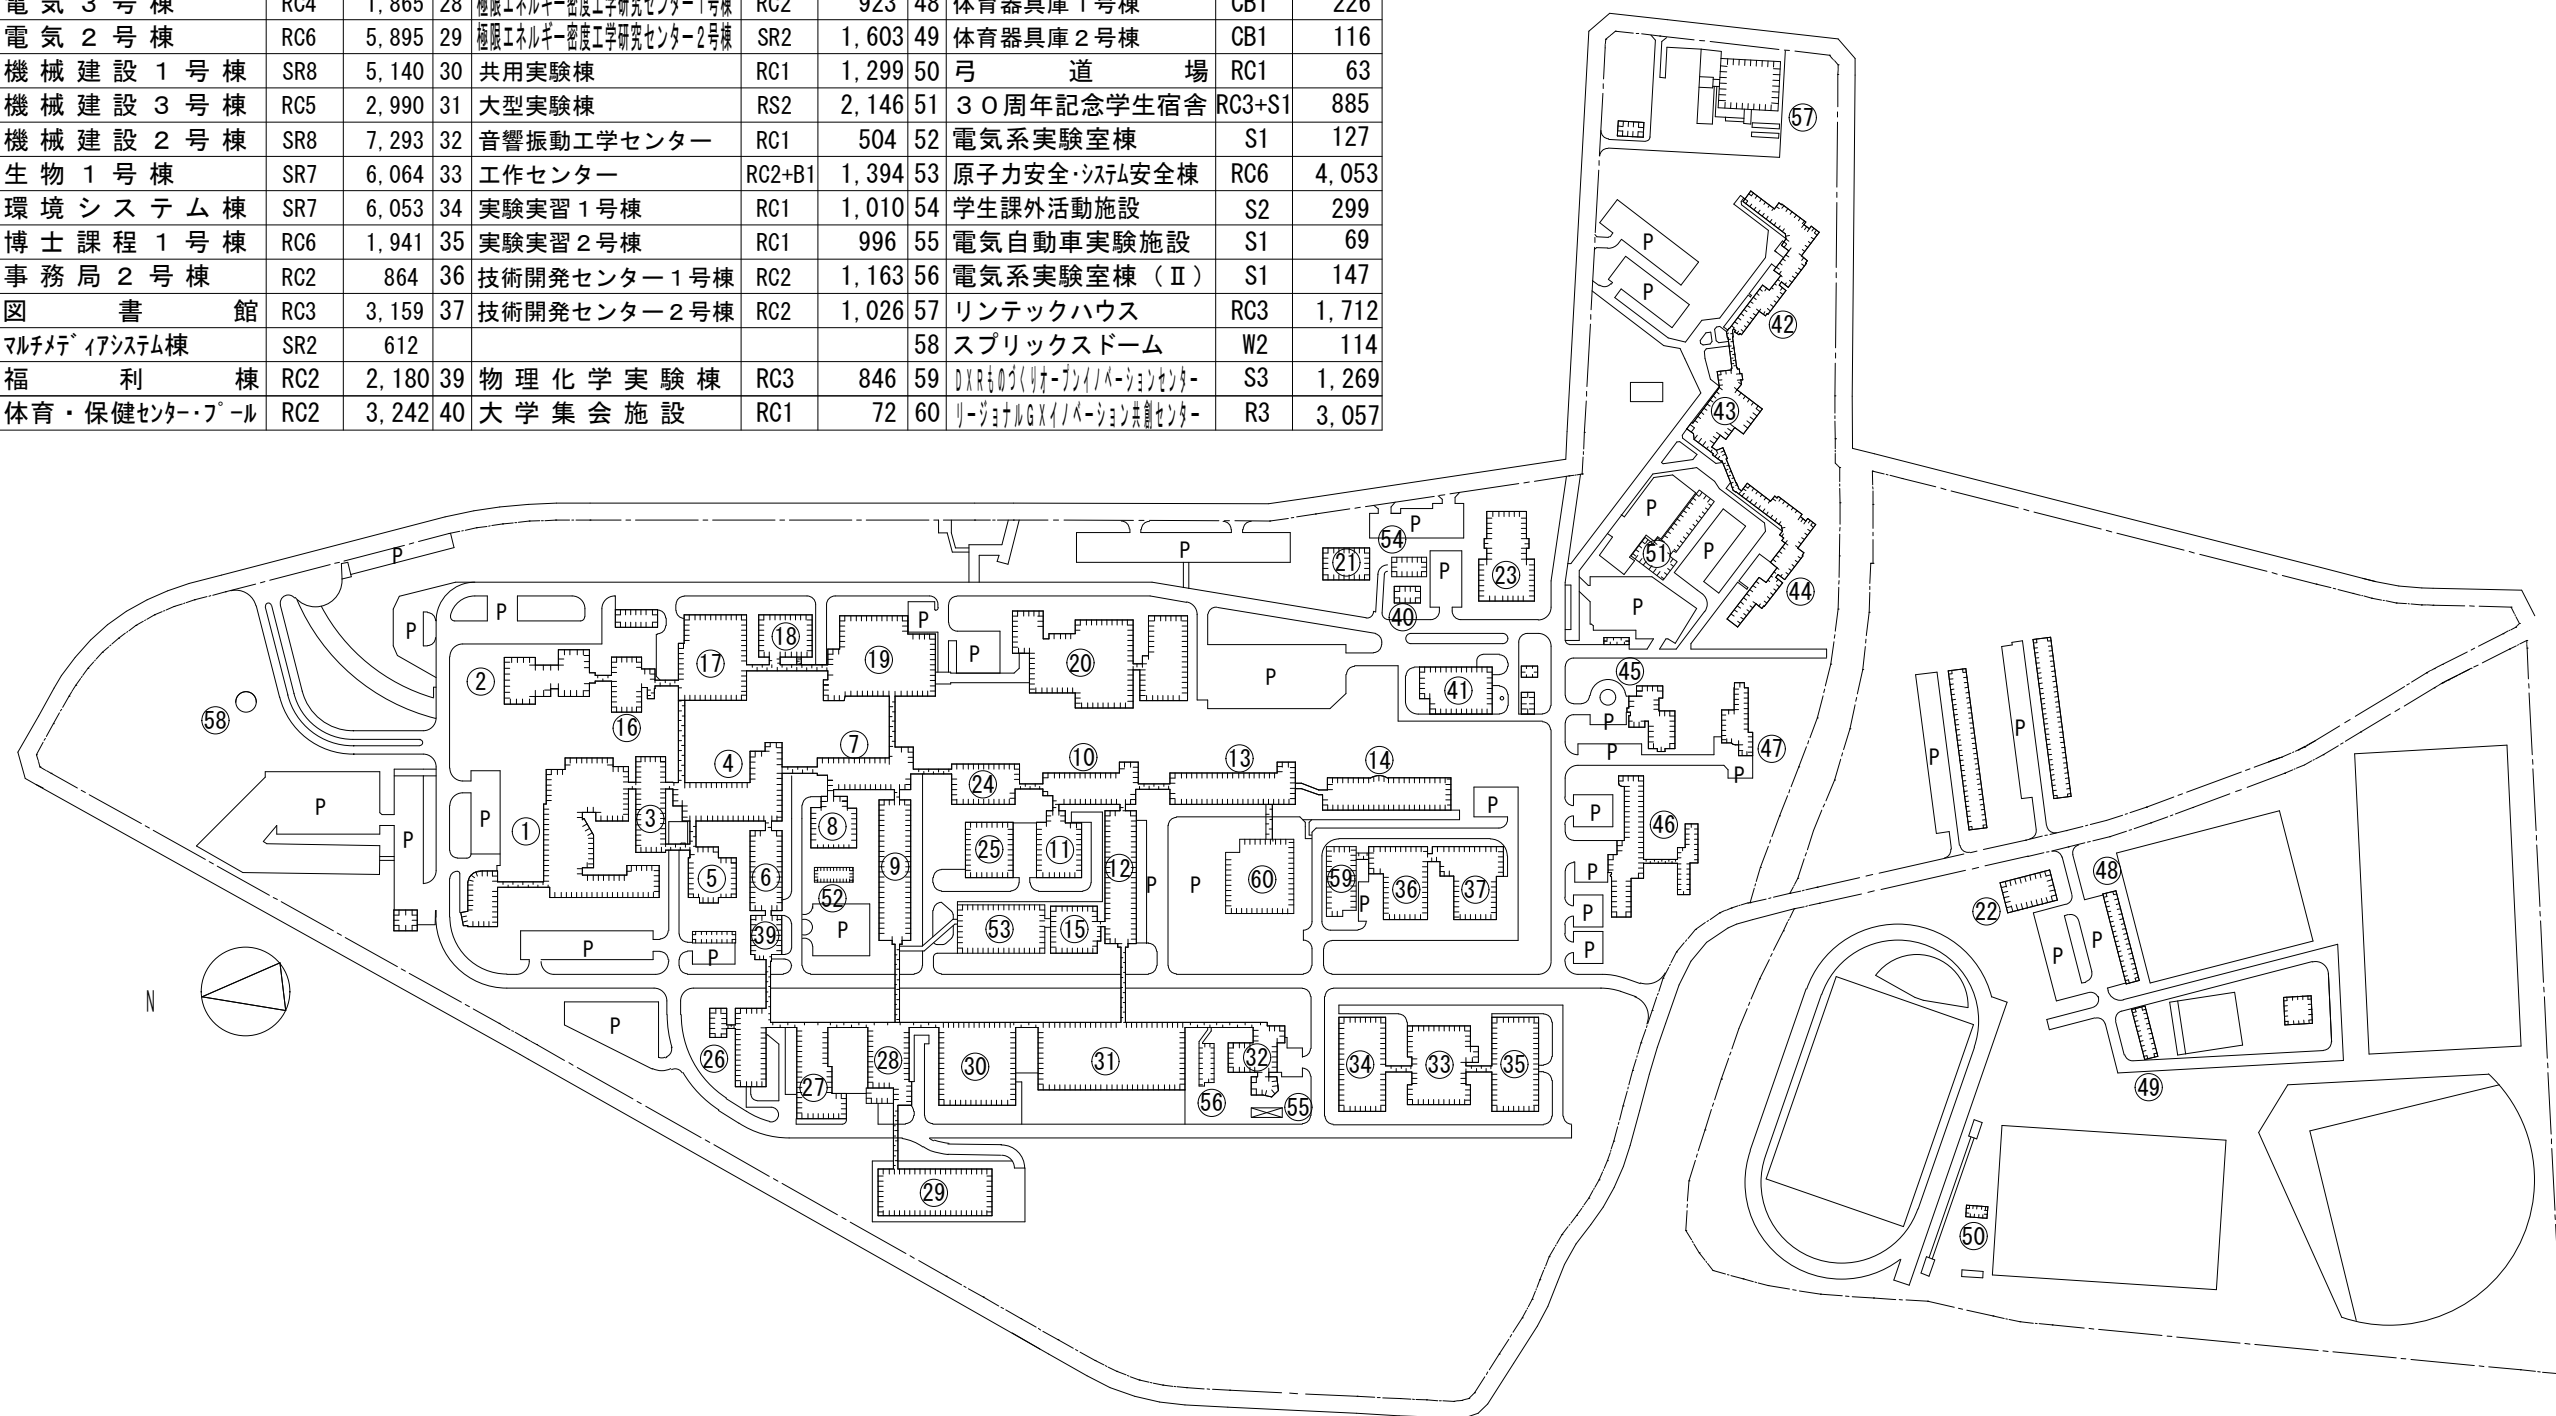 電気3号棟 RC4 1,865 28 極限エネルギー密度工学研究センター1号棟 RC2 923 48 体育器具庫1号棟 CB1 226
電気2号棟 RC6 5,895 29 極限エネルギー密度工学研究センター2号棟 SR2 1,603 49 体育器具庫2号棟 CB1 116
機械建設1号棟 SR8 5,140 30 共用実験棟 RC1 1,299 50 弓道場 RC1 63
機械建設3号棟 RC5 2,990 31 大型実験棟 RS2 2,146 51 30周年記念学生宿舎 RC3+S1 885
機械建設2号棟 SR8 7,293 32 音響振動工学センター RC1 504 52 電気系実験室棟 S1 127
生物1号棟 SR7 6,064 33 工作センター RC2+B1 1,394 53 原子力安全・システム安全棟 RC6 4,053
環境システム棟 SR7 6,053 34 実験実習1号棟 RC1 1,010 54 学生課外活動施設 S2 299
博士課程1号棟 RC6 1,941 35 実験実習2号棟 RC1 996 55 電気自動車実験施設 S1 69
事務局2号棟 RC2 864 36 技術開発センター1号棟 RC2 1,163 56 電気系実験室棟（Ⅱ） S1 147
図書館 RC3 3,159 37 技術開発センター2号棟 RC2 1,026 57 リンテックハウス RC3 1,712
マルチメディアシステム棟 SR2 612 58 スプリックスドーム W2 114
福利棟 RC2 2,180 39 物理化学実験棟 RC3 846 59 DXRものづくりオープンイノベーションセンター S3 1,269
体育・保健センター・プール RC2 3,242 40 大学集会施設 RC1 72 60 リージョナルGXイノベーション共創センター R3 3,057
57
P
P
42
43
P 51 P 44
P
P 54 P
P 21 P 23
40
P P P
2 16 17 18 19 P 20 P 41
45 P P 47 P
58
4 7 24 10 13 14
P P P 1 3 5 6 8 9 25 11 12 P P 60 59 P 36 37 P
P 46 P P P
P P
22 48 P P
52 P 39 53 15
P P
N
P 26 27 28 30 31 56 32 55 34 33 35
49
29
50